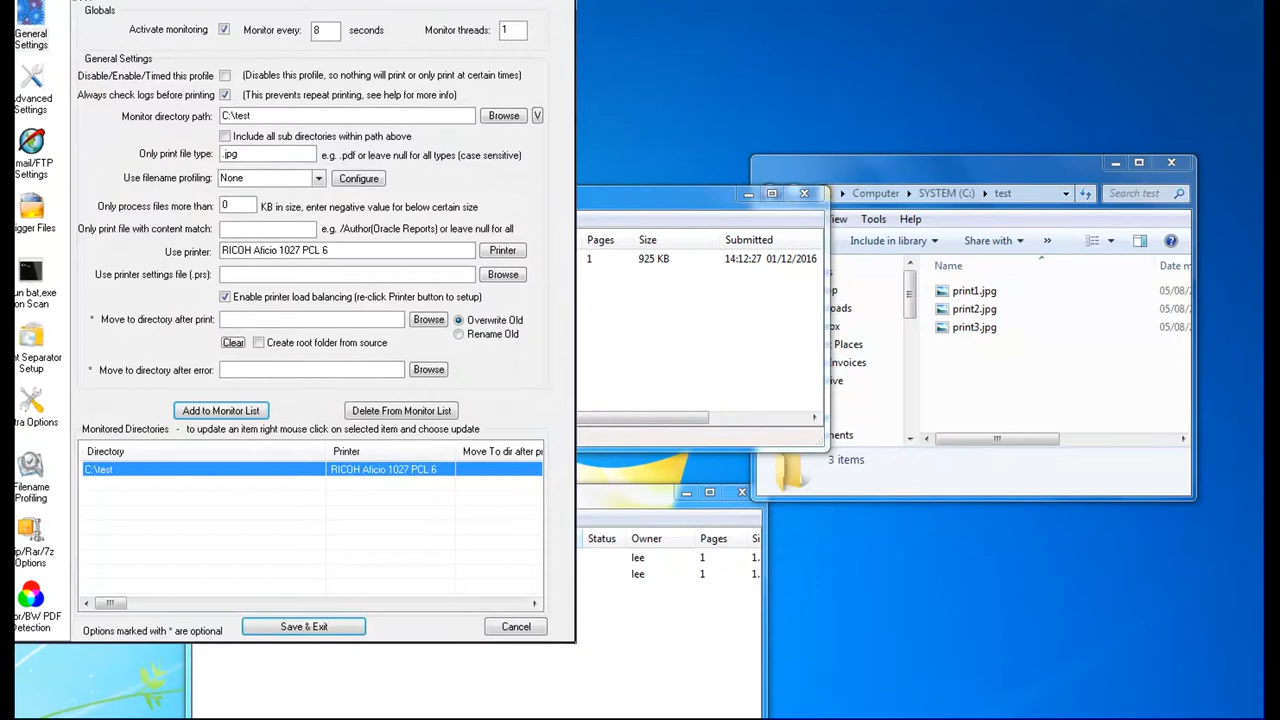 Globals
Activate monitoring Monitor every: 8 seconds Monitor threads: 1
General Settings
Disable/Enable/Timed this profile (Disables this profile, so nothing will print or only print at certain times)
Always check logs before printing (This prevents repeat printing, see help for more info)
Monitor directory path: C:\test Browse V
Include all sub directories within path above
Only print file type: .jpg e.g. .pdf or leave null for all types (case sensitive)
Use filename profiling: None Configure
Only process files more than: 0 KB in size, enter negative value for below certain size
Only print file with content match: e.g. /Author(Oracle Reports) or leave null for all
Use printer: RICOH Aficio 1027 PCL 6 Printer
Use printer settings file (.prs): Browse
Enable printer load balancing (re-click Printer button to setup)
* Move to directory after print: Browse Overwrite Old
Rename Old
Clear Create root folder from source
* Move to directory after error: Browse
Add to Monitor List Delete From Monitor List
Monitored Directories - to update an item right mouse click on selected item and choose update
Directory Printer Move To dir after pr
C:\test RICOH Aficio 1027 PCL 6
Options marked with * are optional Save & Exit Cancel
General
Settings
Advanced
Settings
mail/FTP
Settings
igger Files
un bat,exe
on Scan
nt Separator
Setup
tra Options
Filename
Profiling
ip/Rar/7z
Options
or/BW PDF
Detection
Pages Size Submitted
1 925 KB 14:12:27 01/12/2016
Status Owner Pages Si
lee 1 1.
lee 1 1.
Computer SYSTEM (C:) test Search test
iew Tools Help
Include in library Share with »
Name Date m
print1.jpg 05/08/2
print2.jpg 05/08/2
print3.jpg 05/08/2
p
oads
ox
Places
Invoices
ive
ments
3 items